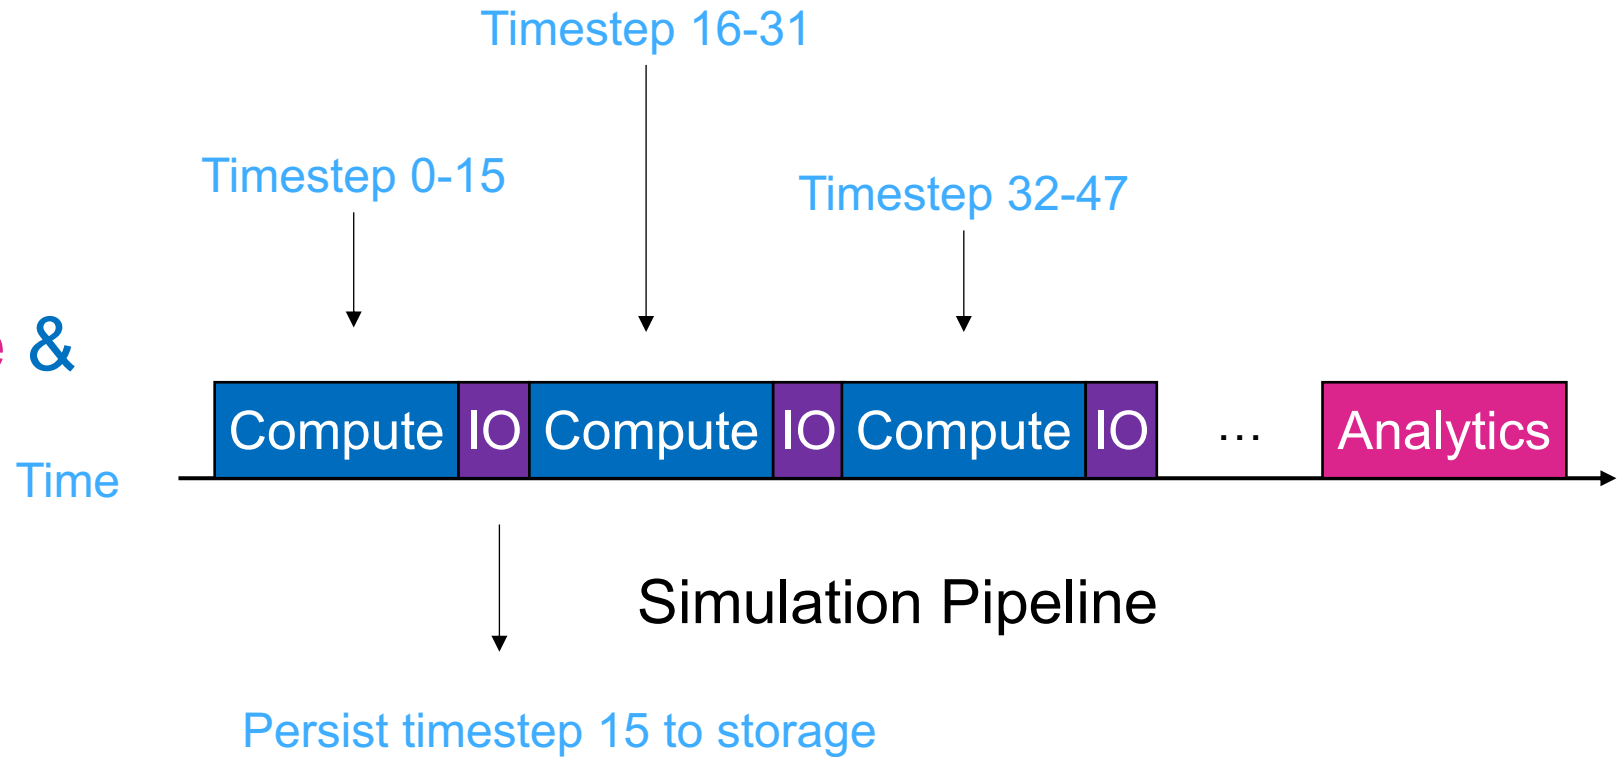 Timestep 16-31
Timestep 0-15
Timestep 32-47
&
Compute IO Compute IO Compute IO ... Analytics
Time
Simulation Pipeline
Persist timestep 15 to storage